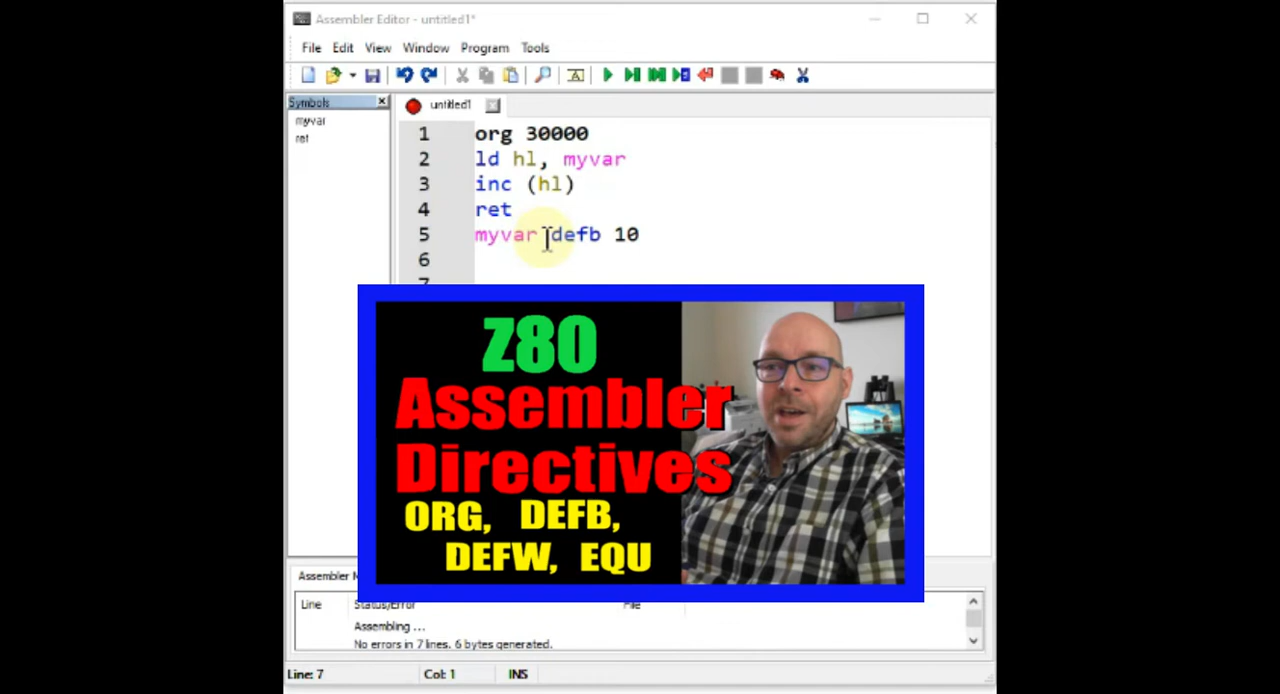 Assembler Editor - untitled1*
File Edit View Window Program Tools
Symbols
untitled1
myvar
ret
1 org 30000
2 ld hl, myvar
3 inc (hl)
4 ret
5 myvar defb 10
6
Z80
Assembler
Directives
ORG, DEFB,
DEFW, EQU
Assembler
Line Status/Error File
Assembling ...
No errors in 7 lines. 6 bytes generated.
Line: 7 Col: 1 INS